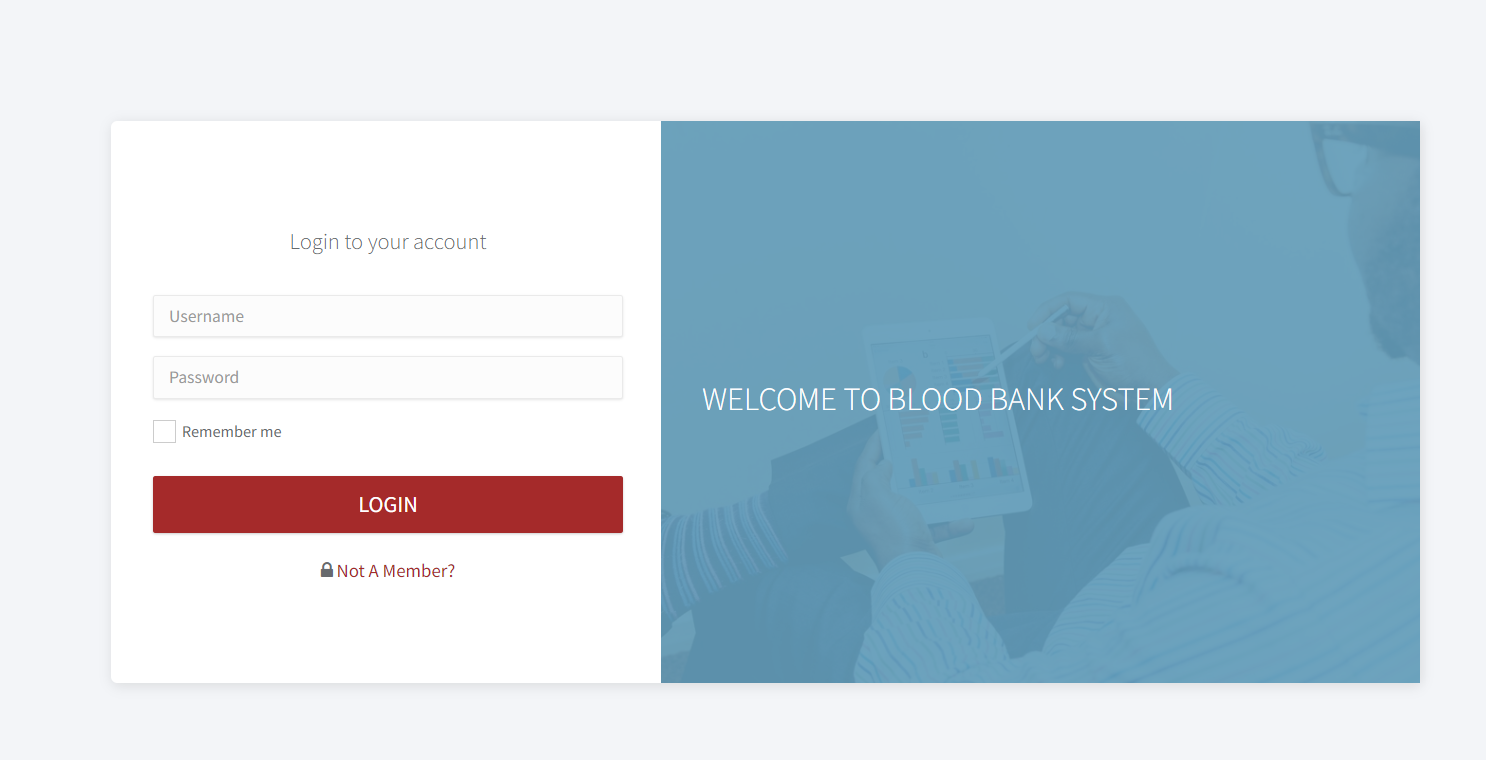 Login to your account
Username
Password
Remember me
LOGIN
Not A Member?
WELCOME TO BLOOD BANK SYSTEM